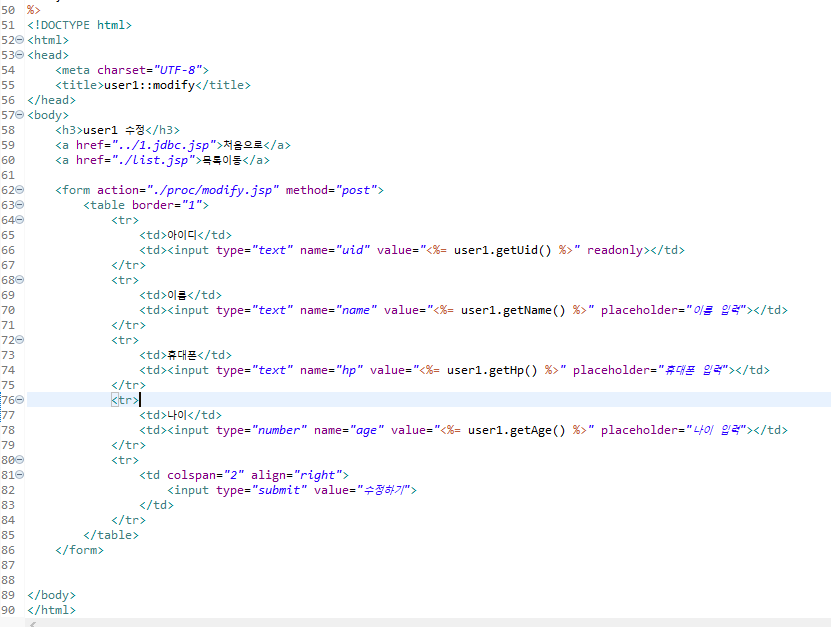 50 %>
51 <!DOCTYPE html>
52 <html>
53 <head>
54     <meta charset="UTF-8">
55     <title>user1::modify</title>
56 </head>
57 <body>
58     <h3>user1 수정</h3>
59     <a href="../1.jdbc.jsp">처음으로</a>
60     <a href="./list.jsp">목록이동</a>
61
62     <form action="./proc/modify.jsp" method="post">
63         <table border="1">
64             <tr>
65                 <td>아이디</td>
66                 <td><input type="text" name="uid" value="<%= user1.getUid() %>" readonly></td>
67             </tr>
68             <tr>
69                 <td>이름</td>
70                 <td><input type="text" name="name" value="<%= user1.getName() %>" placeholder="이름 입력"></td>
71             </tr>
72             <tr>
73                 <td>휴대폰</td>
74                 <td><input type="text" name="hp" value="<%= user1.getHp() %>" placeholder="휴대폰 입력"></td>
75             </tr>
76             <tr>
77                 <td>나이</td>
78                 <td><input type="number" name="age" value="<%= user1.getAge() %>" placeholder="나이 입력"></td>
79             </tr>
80             <tr>
81                 <td colspan="2" align="right">
82                     <input type="submit" value="수정하기">
83                 </td>
84             </tr>
85         </table>
86     </form>
87
88
89 </body>
90 </html>